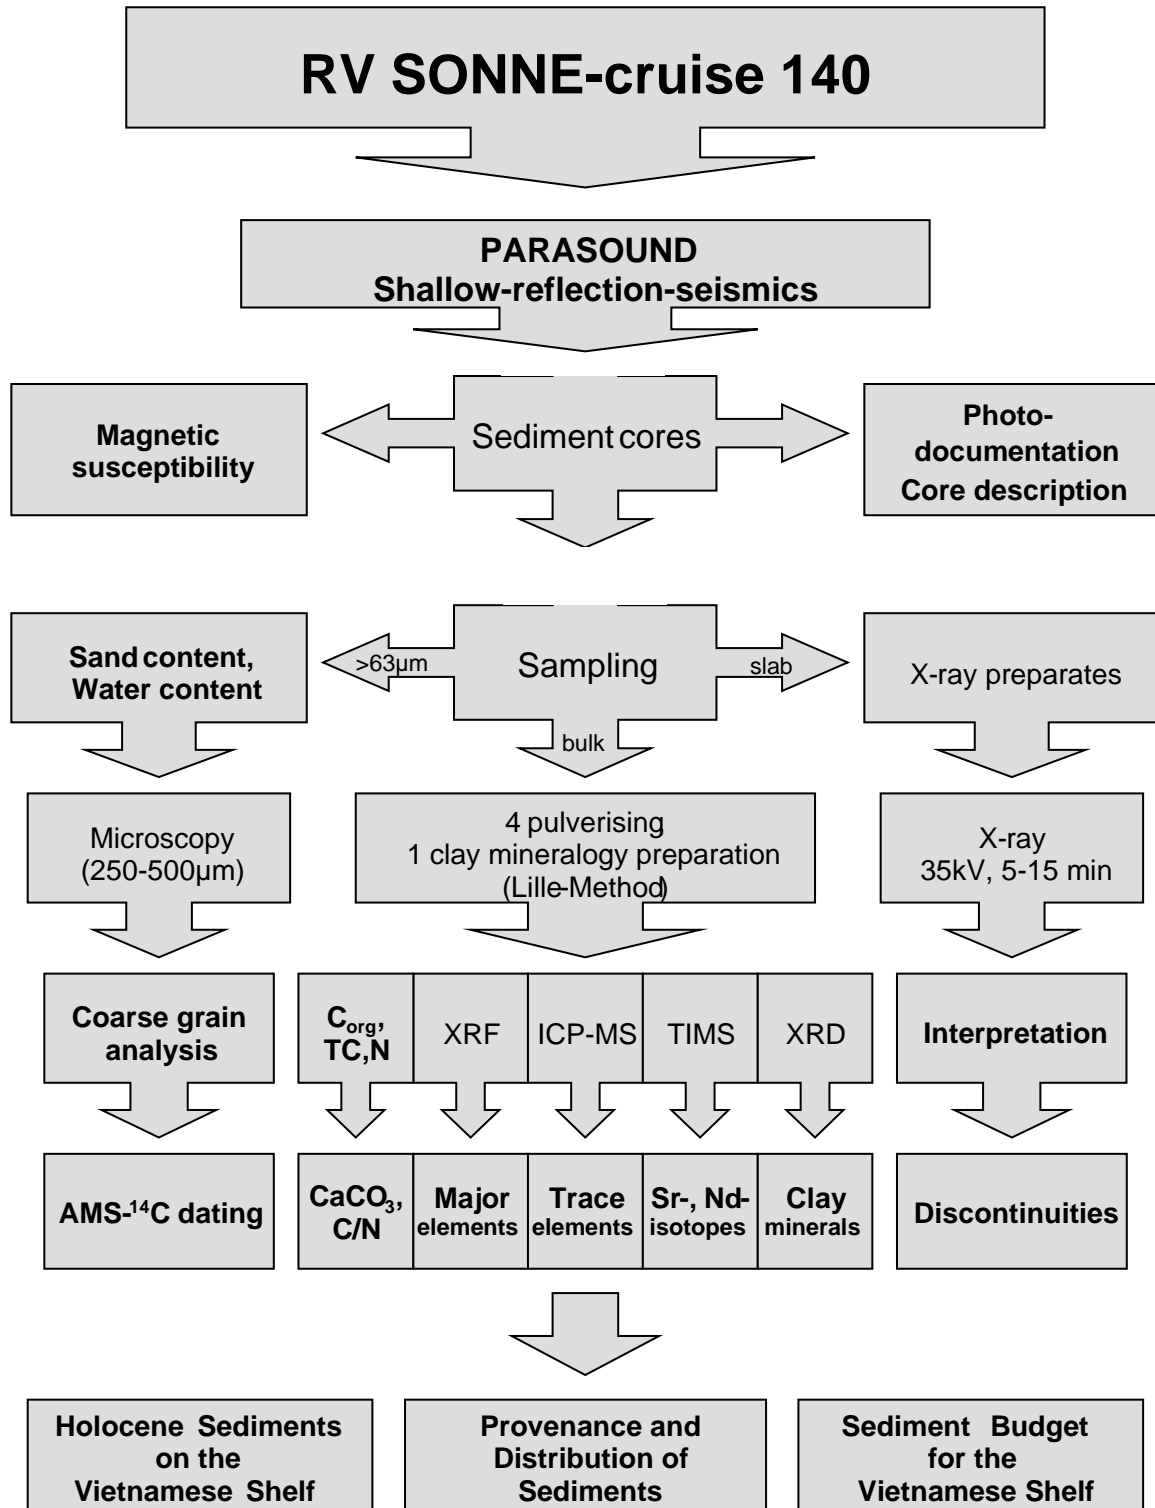 RV SONNE-cruise 140
PARASOUND
Shallow-reflection-seismics
Magnetic
susceptibility
Sediment cores
Photo-
documentation
Core description
Sand content,
Water content
>63µm
Sampling
slab
X-ray preparates
bulk
Microscopy
(250-500µm)
4 pulverising,
1 clay mineralogy preparation
(Lille-Method)
X-ray
35kV, 5-15 min
Coarse grain
analysis
Corg,
TC,N
XRF
ICP-MS
TIMS
XRD
Interpretation
AMS-¹⁴C dating
CaCO₃,
C/N
Major
elements
Trace
elements
Sr-, Nd-
isotopes
Clay
minerals
Discontinuities
Holocene Sediments
on the
Vietnamese Shelf
Provenance and
Distribution of
Sediments
Sediment Budget
for the
Vietnamese Shelf